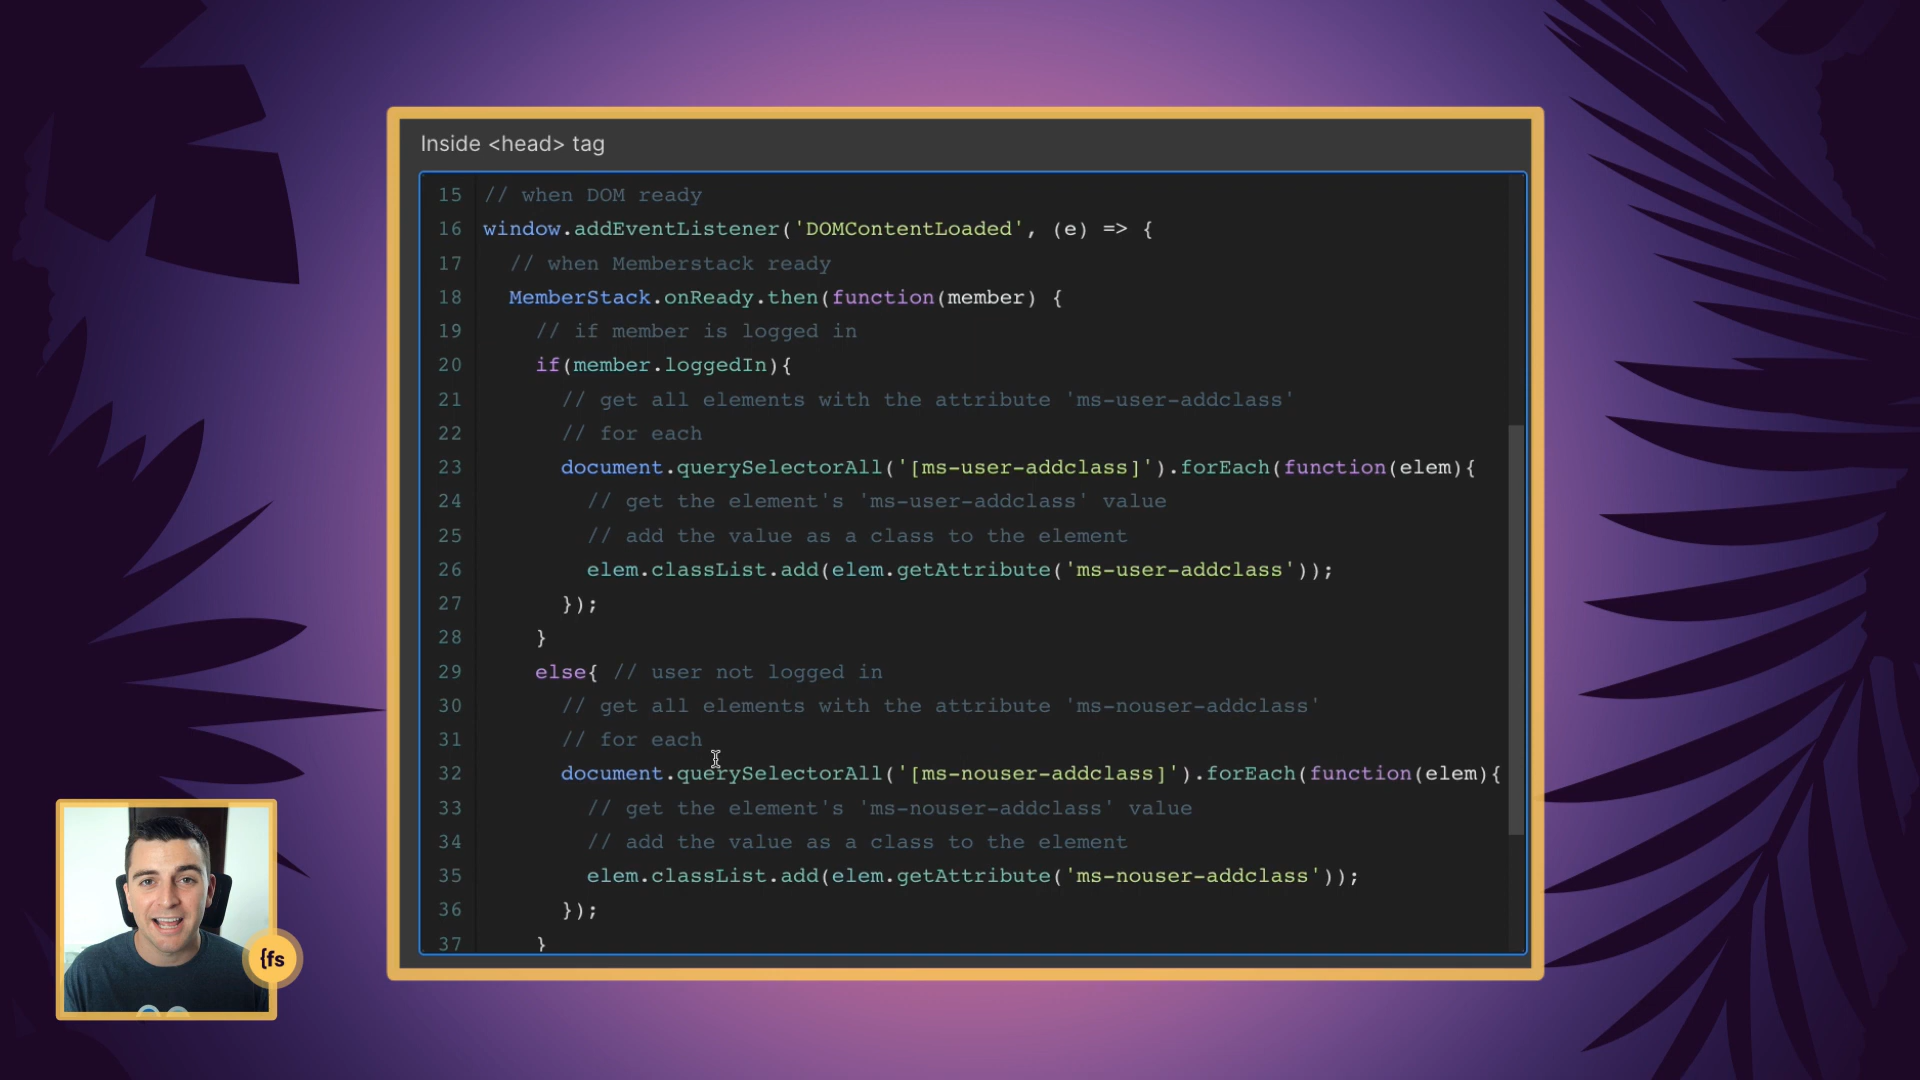 Inside <head> tag
15 // when DOM ready
16 window.addEventListener('DOMContentLoaded', (e) => {
17 // when Memberstack ready
18 MemberStack.onReady.then(function(member) {
19 // if member is logged in
20 if(member.loggedIn){
21 // get all elements with the attribute 'ms-user-addclass'
22 // for each
23 document.querySelectorAll('[ms-user-addclass]').forEach(function(elem){
24 // get the element's 'ms-user-addclass' value
25 // add the value as a class to the element
26 elem.classList.add(elem.getAttribute('ms-user-addclass'));
27 });
28 }
29 else{ // user not logged in
30 // get all elements with the attribute 'ms-nouser-addclass'
31 // for each
32 document.querySelectorAll('[ms-nouser-addclass]').forEach(function(elem){
33 // get the element's 'ms-nouser-addclass' value
34 // add the value as a class to the element
35 elem.classList.add(elem.getAttribute('ms-nouser-addclass'));
36 });
37 }
{fs